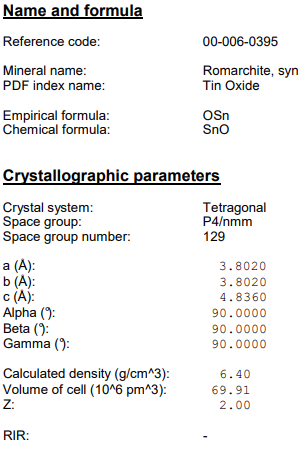 Name and formula
Reference code: 00-006-0395
Mineral name: Romarchite, syn
PDF index name: Tin Oxide
Empirical formula: OSn
Chemical formula: SnO
Crystallographic parameters
Crystal system: Tetragonal
Space group: P4/nmm
Space group number: 129
a (Å): 3.8020
b (Å): 3.8020
c (Å): 4.8360
Alpha (°): 90.0000
Beta (°): 90.0000
Gamma (°): 90.0000
Calculated density (g/cm^3): 6.40
Volume of cell (10^6 pm^3): 69.91
Z: 2.00
RIR: -